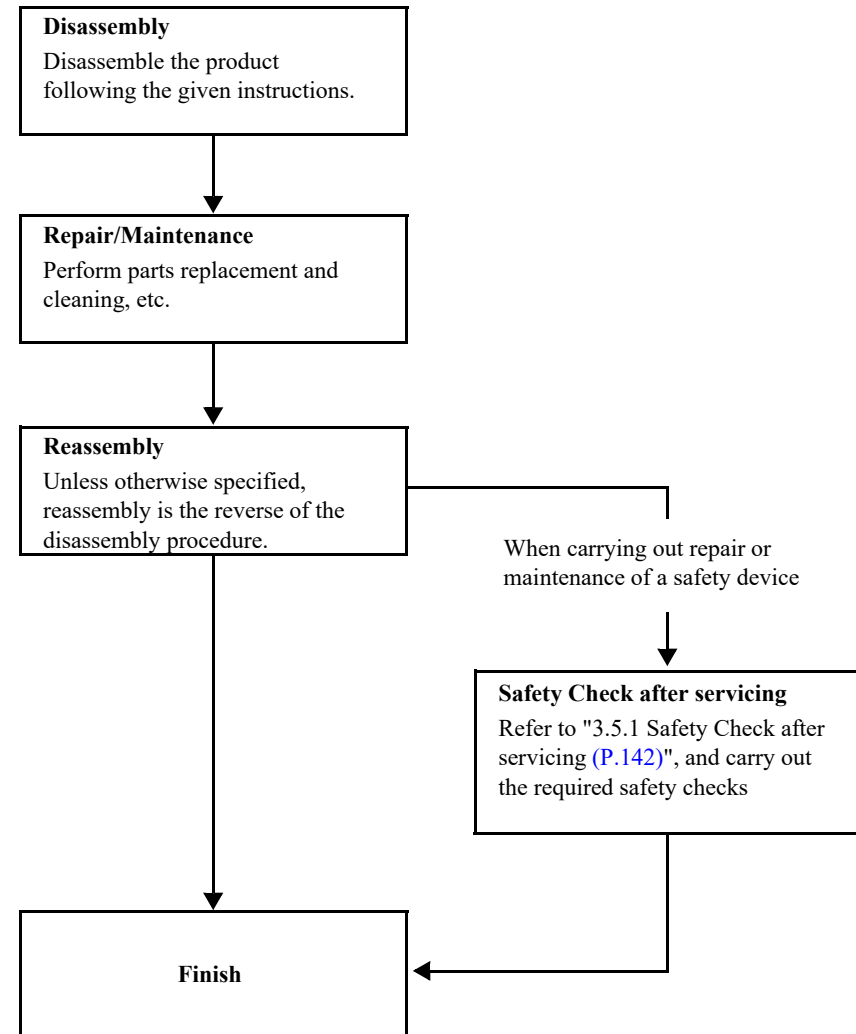 Disassembly
Disassemble the product
following the given instructions.
Repair/Maintenance
Perform parts replacement and
cleaning, etc.
Reassembly
Unless otherwise specified,
reassembly is the reverse of the
disassembly procedure.
When carrying out repair or
maintenance of a safety device
Safety Check after servicing
Refer to "3.5.1 Safety Check after
servicing (P.142)", and carry out
the required safety checks
Finish